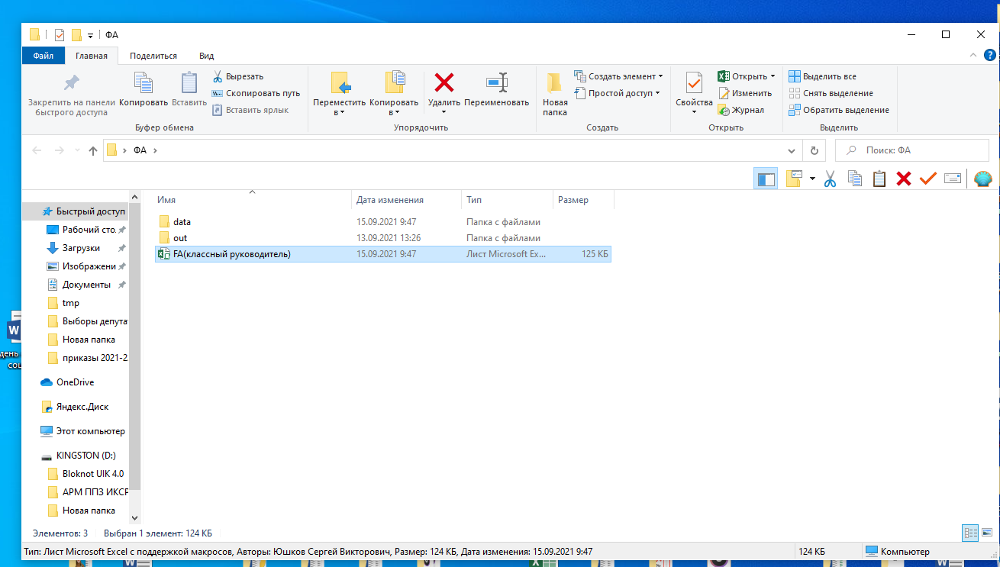 ФА
Файл
Главная
Поделиться
Вид
Закрепить на панели
быстрого доступа
Копировать
Вставить
Вырезать
Скопировать путь
Вставить ярлык
Буфер обмена
Переместить
в
Копировать
в
Удалить
Переименовать
Упорядочить
Новая
папка
Создать элемент
Простой доступ
Создать
Свойства
Открыть
Изменить
Журнал
Открыть
Выделить все
Снять выделение
Обратить выделение
Выделить
ФА
Поиск: ФА
Имя Дата изменения Тип Размер
data 15.09.2021 9:47 Папка с файлами
out 13.09.2021 13:26 Папка с файлами
FA(классный руководитель) 15.09.2021 9:47 Лист Microsoft Ex... 125 КБ
Быстрый доступ
Рабочий сто.
Загрузки
Изображени
Документы
tmp
Выборы депута
Новая папка
приказы 2021-2
OneDrive
Яндекс.Диск
Этот компьютер
KINGSTON (D:)
Bloknot UIK 4.0
АРМ ППЗ ИКСР
Новая папка
день
соц
Элементов: 3 Выбран 1 элемент: 124 КБ
Тип: Лист Microsoft Excel с поддержкой макросов, Авторы: Юшков Сергей Викторович, Размер: 124 КБ, Дата изменения: 15.09.2021 9:47
124 КБ
Компьютер